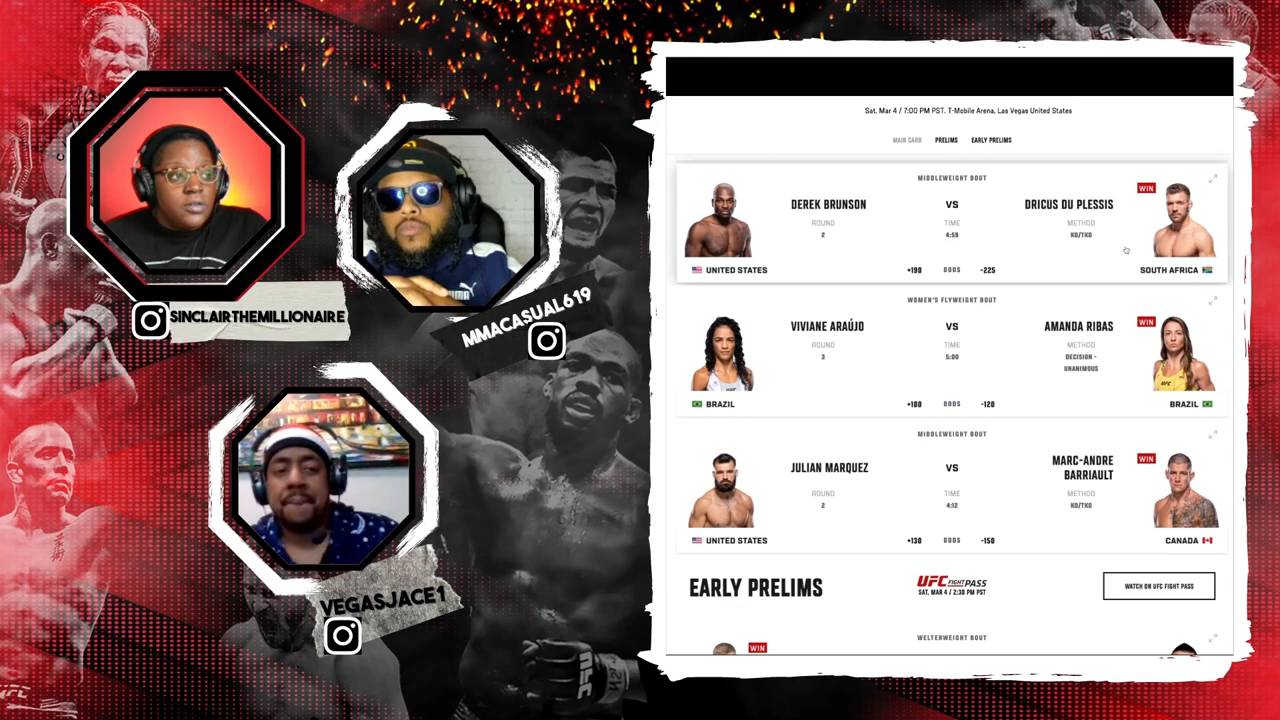 SINCLAIRTHEMILLIONAIRE
MMACASUAL619
PUMA
VEGASJACE1
Sat, Mar 4 / 7:00 PM PST, T-Mobile Arena, Las Vegas United States
MAIN CARD PRELIMS EARLY PRELIMS
MIDDLEWEIGHT BOUT
WIN
DEREK BRUNSON VS DRICUS DU PLESSIS
ROUND TIME METHOD
2 4:59 KO/TKO
UNITED STATES +190 ODDS -225 SOUTH AFRICA
WOMEN'S FLYWEIGHT BOUT
WIN
VIVIANE ARAÚJO VS AMANDA RIBAS
ROUND TIME METHOD
3 5:00 DECISION -
UNANIMOUS
UFC
BRAZIL +100 ODDS -120 BRAZIL
MIDDLEWEIGHT BOUT
WIN
JULIAN MARQUEZ VS MARC-ANDRE
BARRIAULT
ROUND TIME METHOD
2 4:12 KO/TKO
UNITED STATES +130 ODDS -150 CANADA
EARLY PRELIMS
UFC FIGHT PASS
SAT, MAR 4 / 2:30 PM PST
WATCH ON UFC FIGHT PASS
WELTERWEIGHT BOUT
WIN
UFC
UFC